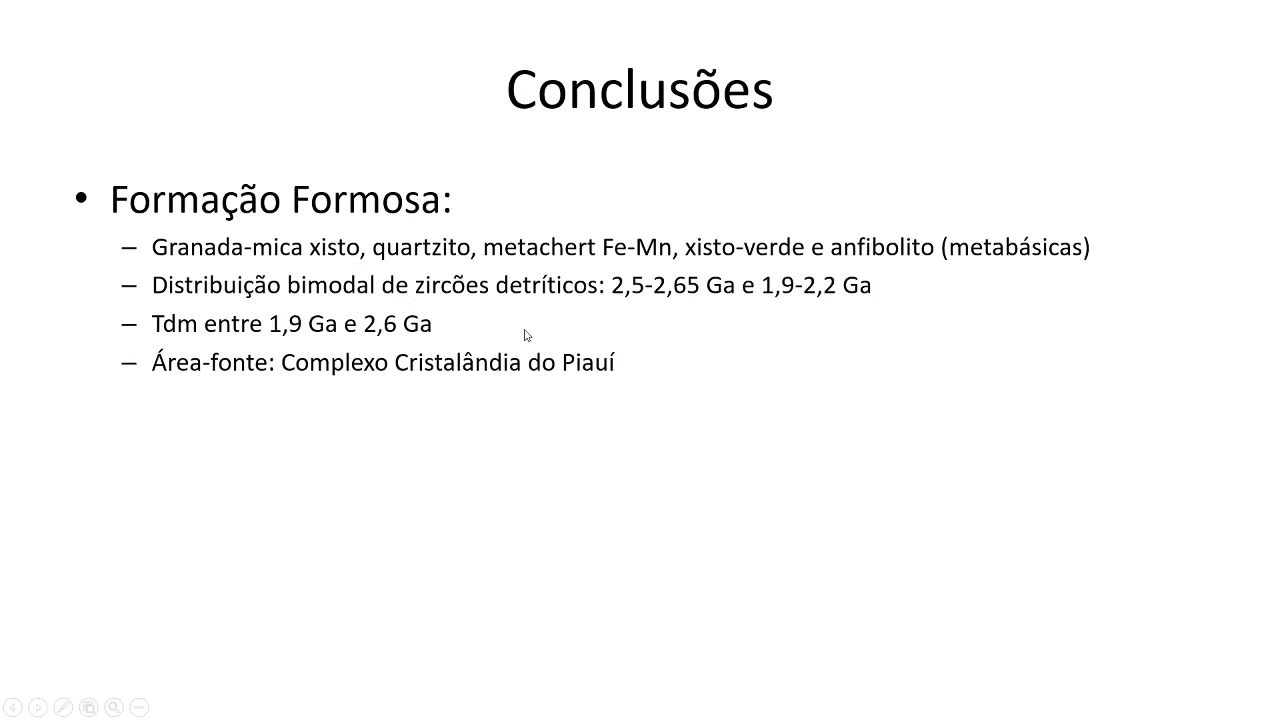 Conclusões
• Formação Formosa:
– Granada-mica xisto, quartzito, metachert Fe-Mn, xisto-verde e anfibolito (metabásicas)
– Distribuição bimodal de zircões detríticos: 2,5-2,65 Ga e 1,9-2,2 Ga
– Tdm entre 1,9 Ga e 2,6 Ga
– Área-fonte: Complexo Cristalândia do Piauí